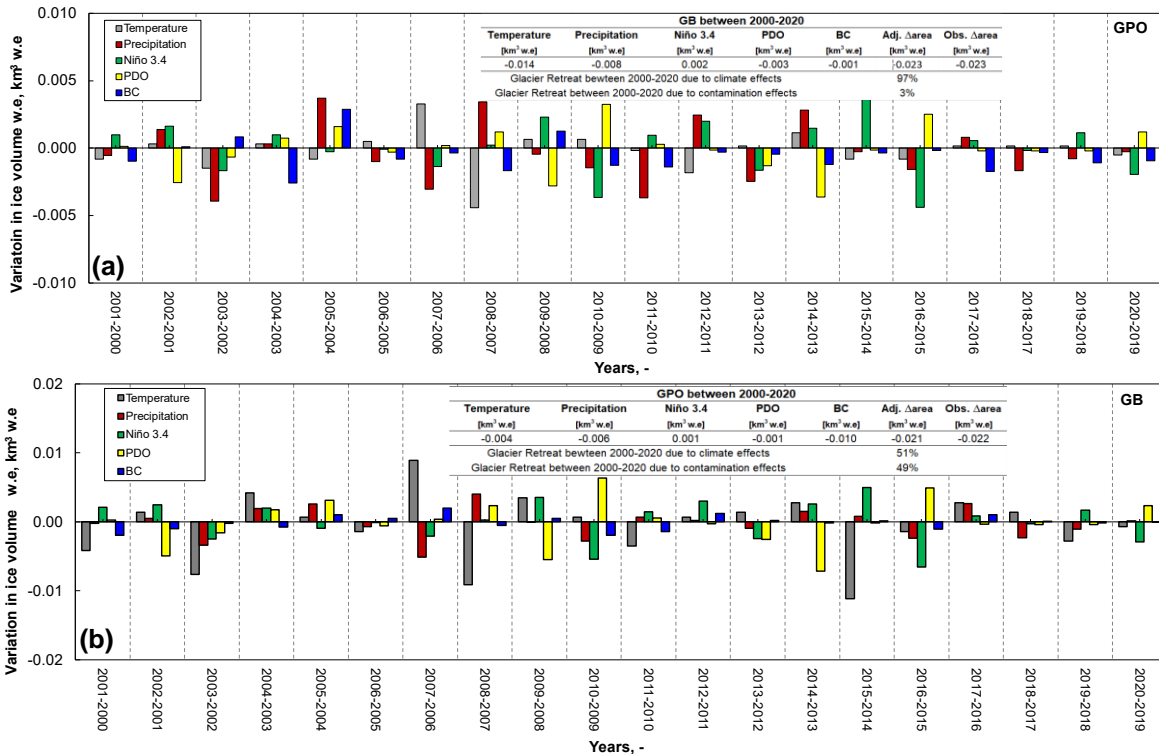 Temperature
Precipitation
Niño 3.4
PDO
BC
GB between 2000-2020
Temperature Precipitation Niño 3.4 PDO BC Adj. Δarea Obs. Δarea
[km³ w.e] [km³ w.e] [km³ w.e] [km³ w.e] [km³ w.e] [km³ w.e] [km³ w.e]
-0.014 -0.008 0.002 -0.003 -0.001 -0.023 -0.023
Glacier Retreat bewteen 2000-2020 due to climate effects 97%
Glacier Retreat between 2000-2020 due to contamination effects 3%
GPO
Variatoin in ice volume w.e, km³ w.e
0.010
0.005
0.000
-0.005
-0.010
(a)
2001-2000 2002-2001 2003-2002 2004-2003 2005-2004 2006-2005 2007-2006 2008-2007 2009-2008 2010-2009 2011-2010 2012-2011 2013-2012 2014-2013 2015-2014 2016-2015 2017-2016 2018-2017 2019-2018 2020-2019
Years, -
Temperature
Precipitation
Niño 3.4
PDO
BC
GPO between 2000-2020
Temperature Precipitation Niño 3.4 PDO BC Adj. Δarea Obs. Δarea
[km³ w.e] [km³ w.e] [km³ w.e] [km³ w.e] [km³ w.e] [km³ w.e] [km³ w.e]
-0.004 -0.006 0.001 -0.001 -0.010 -0.021 -0.022
Glacier Retreat bewteen 2000-2020 due to climate effects 51%
Glacier Retreat between 2000-2020 due to contamination effects 49%
GB
Variation in ice volume w.e, km³ w.e
0.02
0.01
0.00
-0.01
-0.02
(b)
2001-2000 2002-2001 2003-2002 2004-2003 2005-2004 2006-2005 2007-2006 2008-2007 2009-2008 2010-2009 2011-2010 2012-2011 2013-2012 2014-2013 2015-2014 2016-2015 2017-2016 2018-2017 2019-2018 2020-2019
Years, -